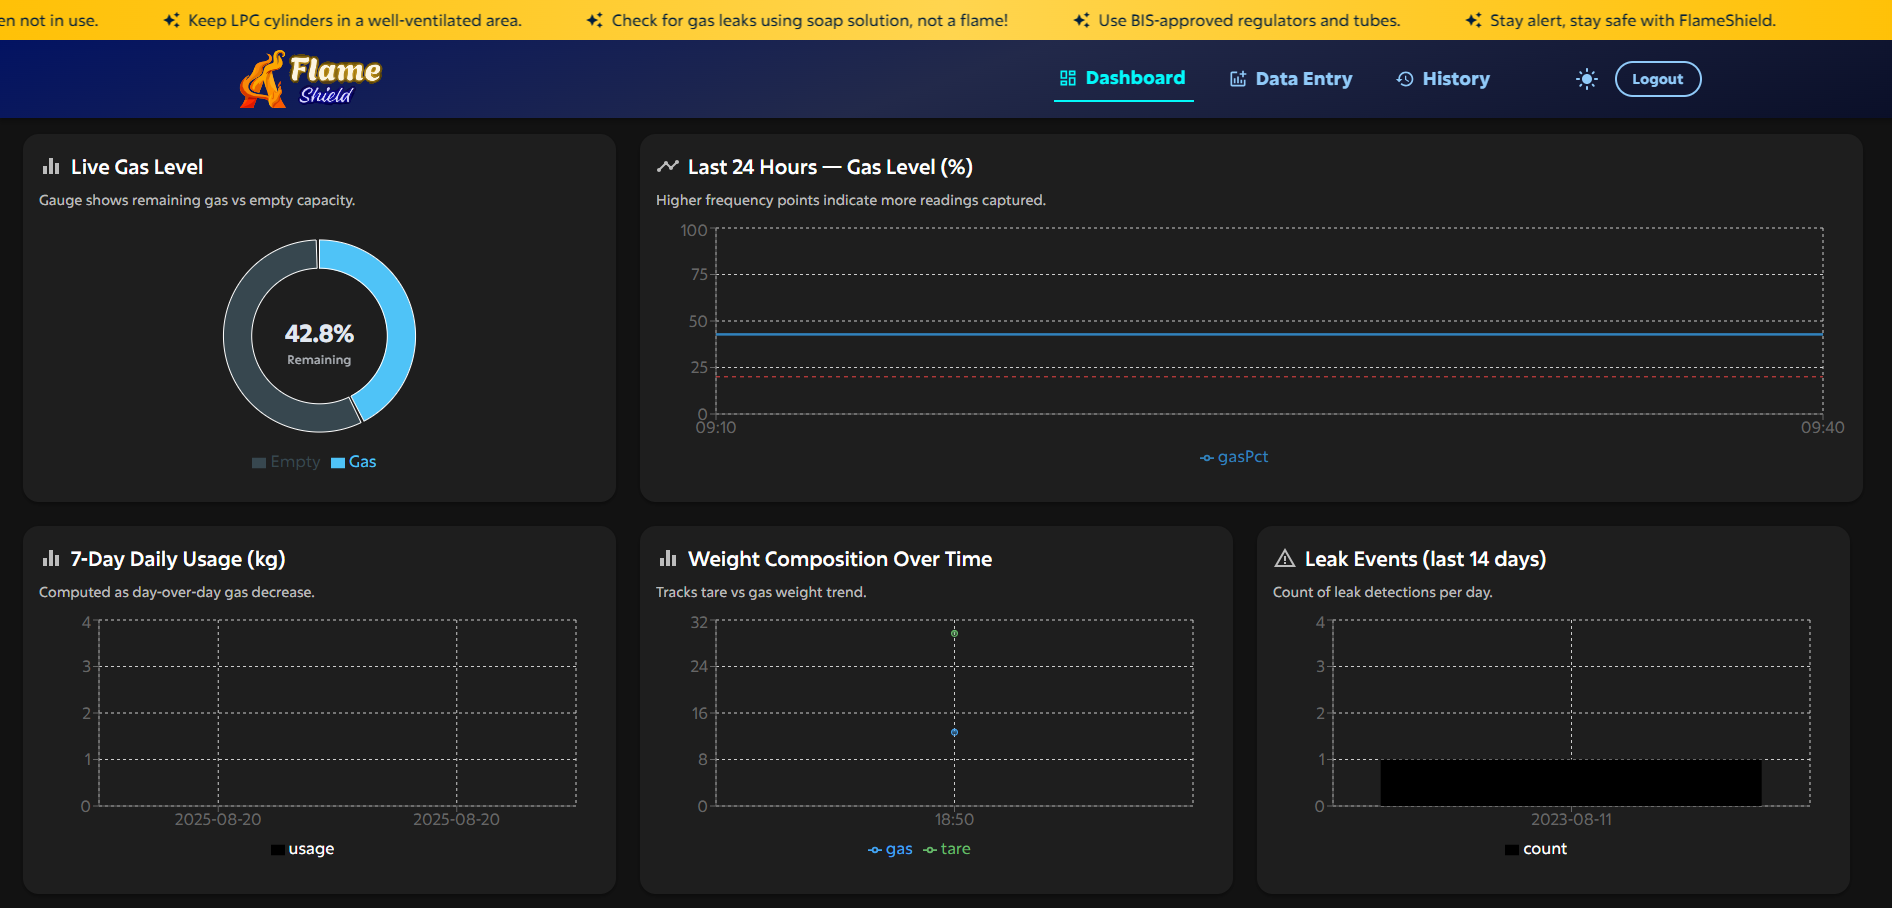 en not in use. Keep LPG cylinders in a well-ventilated area. Check for gas leaks using soap solution, not a flame! Use BIS-approved regulators and tubes. Stay alert, stay safe with FlameShield.
Flame
Shield
Dashboard Data Entry History Logout
Live Gas Level
Gauge shows remaining gas vs empty capacity.
42.8%
Remaining
Empty Gas
Last 24 Hours — Gas Level (%)
Higher frequency points indicate more readings captured.
100
75
50
25
0
09:10 09:40
gasPct
7-Day Daily Usage (kg)
Computed as day-over-day gas decrease.
4
3
2
1
0
2025-08-20 2025-08-20
usage
Weight Composition Over Time
Tracks tare vs gas weight trend.
32
24
16
8
0
18:50
gas tare
Leak Events (last 14 days)
Count of leak detections per day.
4
3
2
1
0
2023-08-11
count